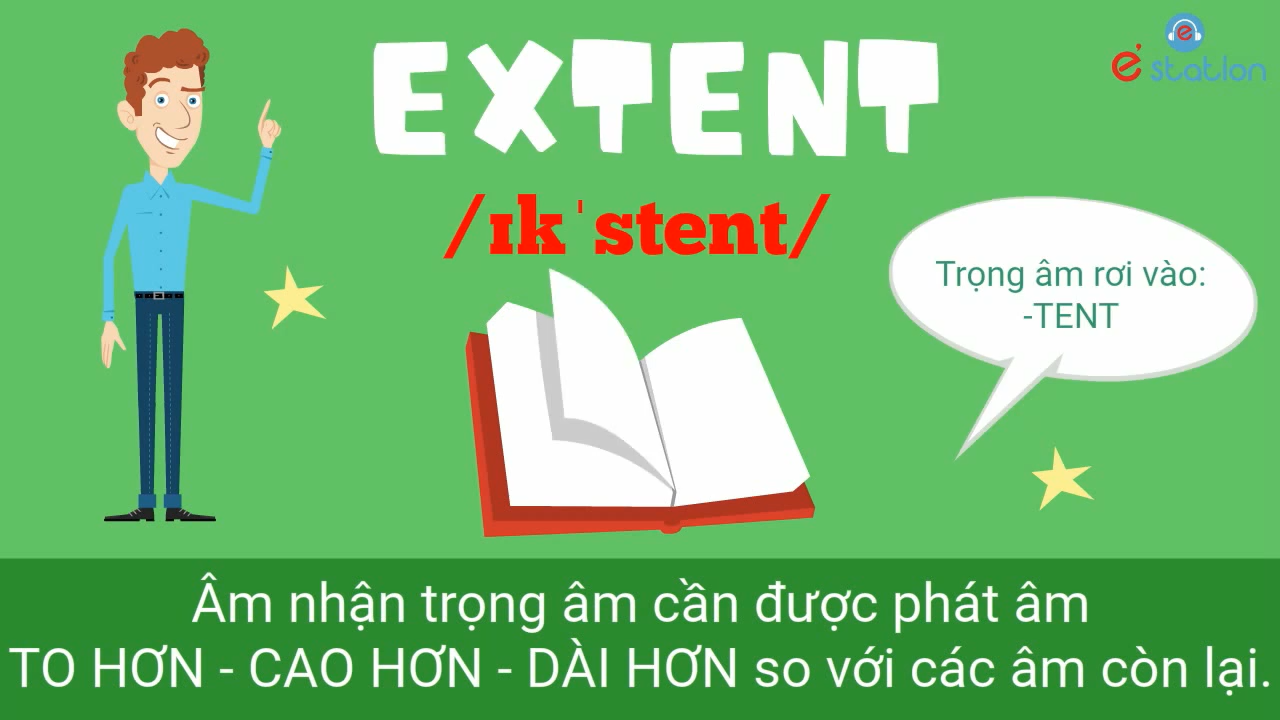 EXTENT
/ɪkˈstent/
e
e' station
Trọng âm rơi vào:
-TENT
Âm nhận trọng âm cần được phát âm
TO HƠN - CAO HƠN - DÀI HƠN so với các âm còn lại.